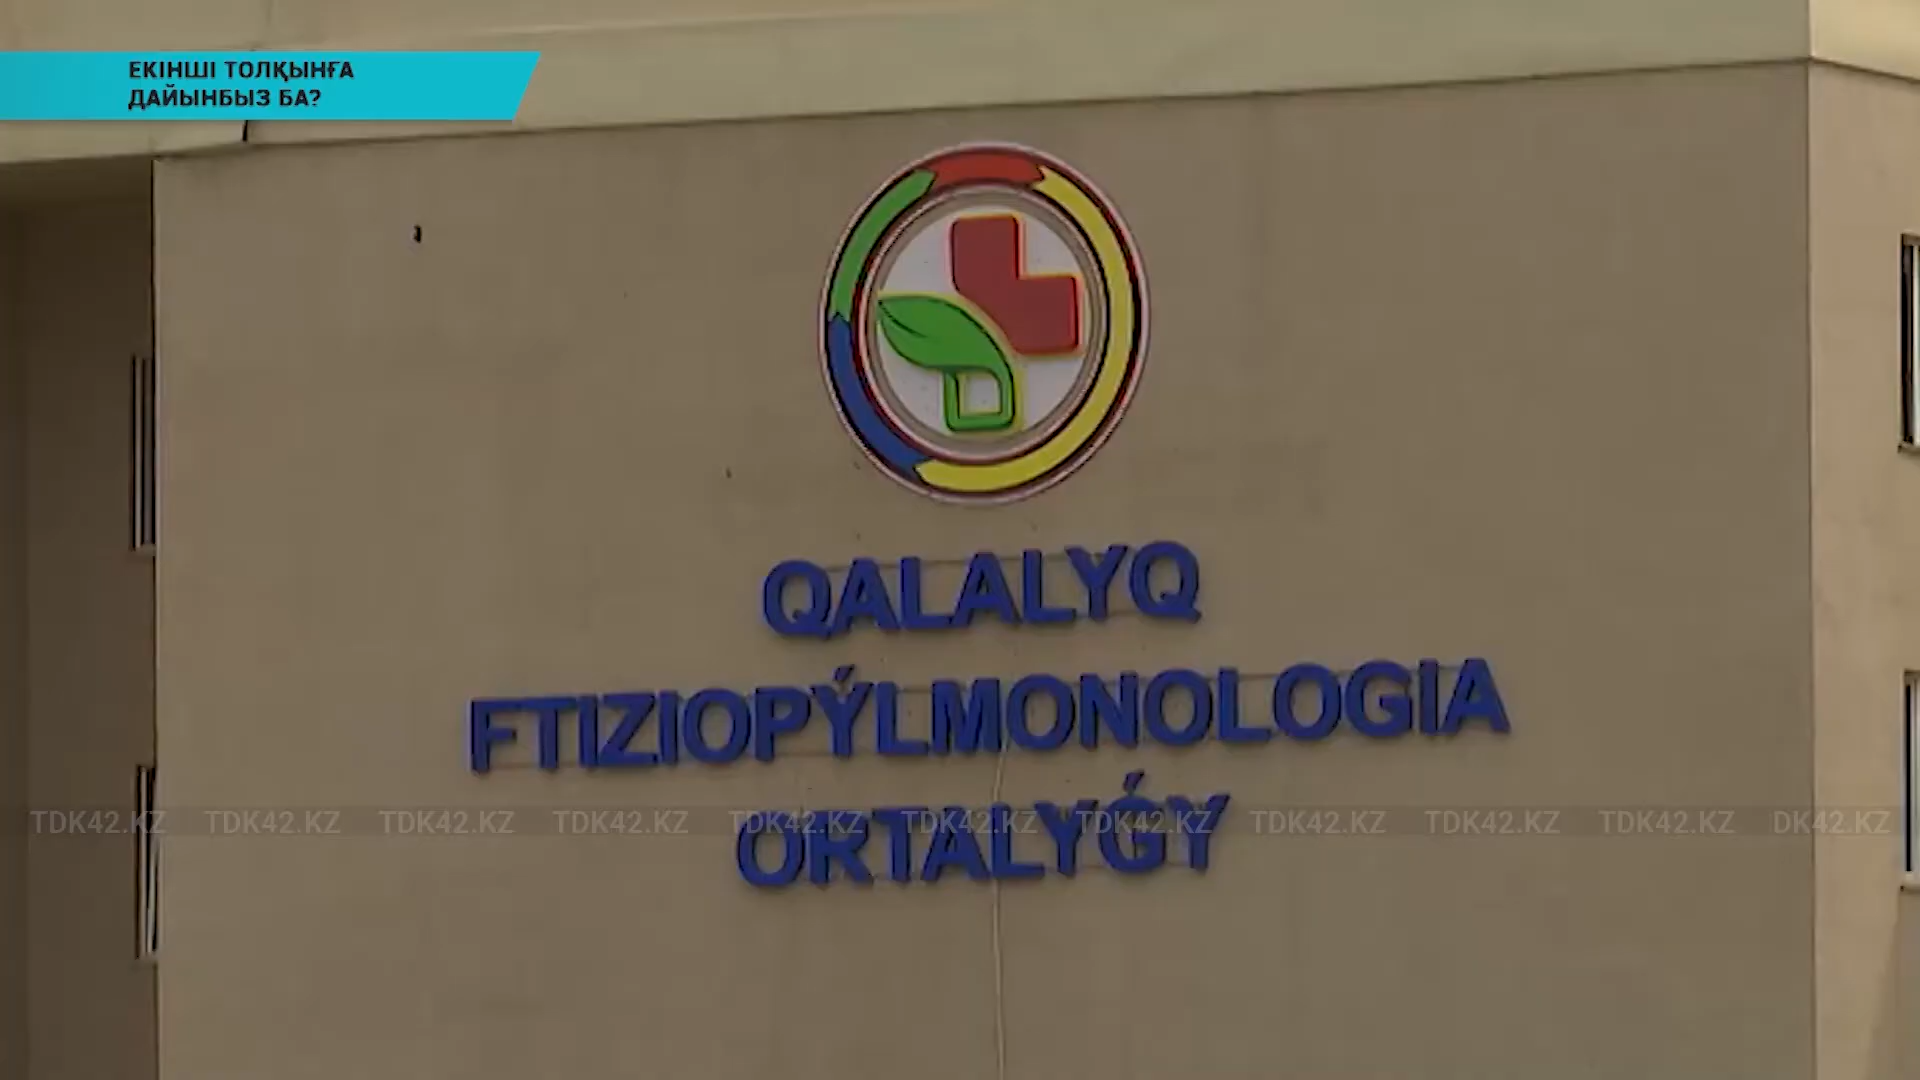 ЕКІНШІ ТОЛҚЫНҒА
ДАЙЫНБЫЗ БА?
QALALYQ
FTIZIOPÝLMONOLOGIA
ORTALYǴY
TDK42.KZ TDK42.KZ TDK42.KZ TDK42.KZ TDK42.KZ TDK42.KZ TDK42.KZ TDK42.KZ TDK42.KZ TDK42.KZ DK42.KZ